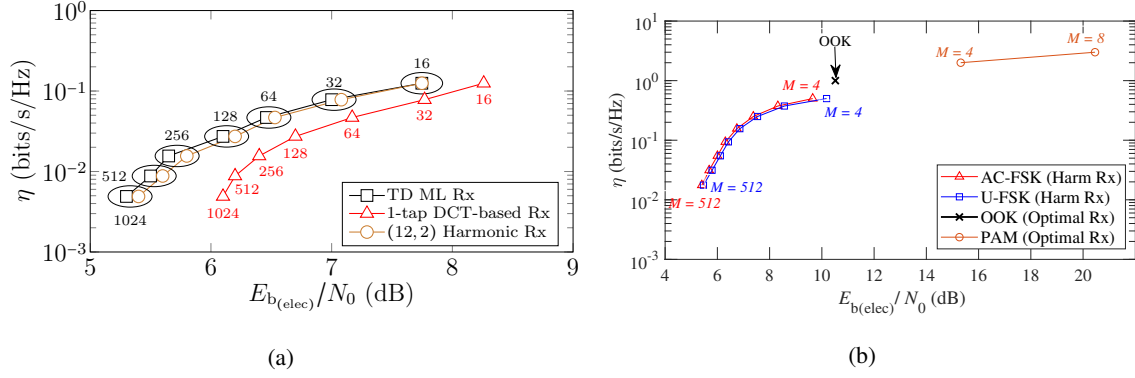 10^0
10^-1
10^-2
10^-3
η (bits/s/Hz)
16
32
64
128
256
512
1024
16
32
64
128
256
512
1024
TD ML Rx
1-tap DCT-based Rx
(12, 2) Harmonic Rx
5 6 7 8 9
E_b(elec)/N_0 (dB)
(a)
10^1
10^0
10^-1
10^-2
10^-3
η (bits/s/Hz)
OOK
M = 4
M = 8
M = 4
M = 4
M = 512
M = 512
AC-FSK (Harm Rx)
U-FSK (Harm Rx)
OOK (Optimal Rx)
PAM (Optimal Rx)
4 6 8 10 12 14 16 18 20
E_b(elec)/N_0 (dB)
(b)